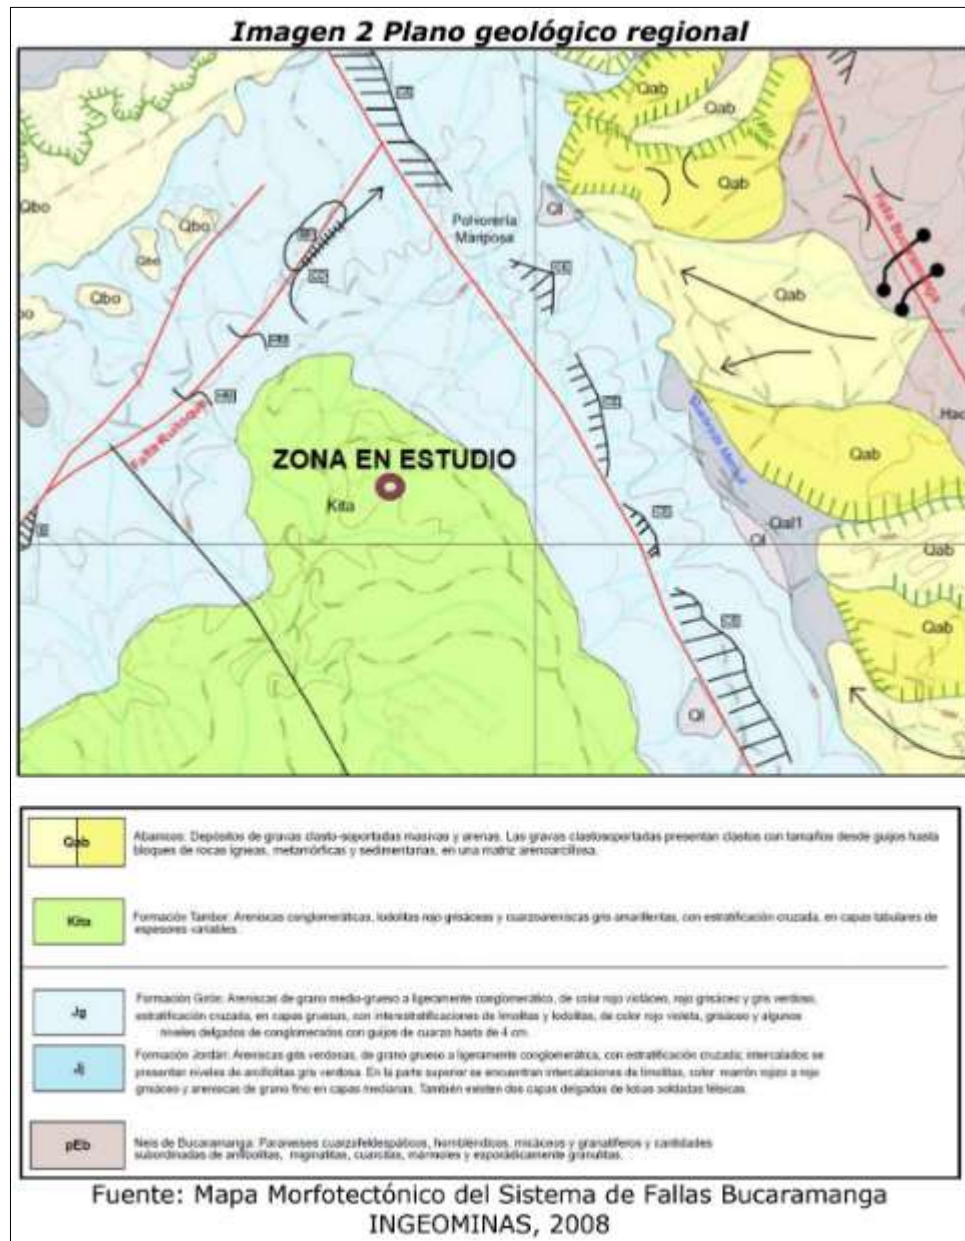 Imagen 2 Plano geológico regional
Qab
Qab
Qab
Qbo
Qbo
Qbo
Qbo
Ql
Polvorería
Mariposa
Falla Bucaramanga
Qab
Falla Ruitoque
ZONA EN ESTUDIO
Kita
Qab
Qal1
Ql
Qab
Qab
Ql
Qab
Abanicos: Depósitos de gravas clasto-soportadas masivas y arenas. Las gravas clastosoportadas presentan clastos con tamaños desde guijos hasta
bloques de rocas ígneas, metamórficas y sedimentarias, en una matriz arenoarcillosa.
Kita
Formación Tambor: Areniscas conglomeráticas, lodolitas rojo grisáceas y cuarzoareniscas gris amarillentas, con estratificación cruzada, en capas tabulares de
espesores variables.
Jg
Formación Girón: Areniscas de grano medio-grueso a ligeramente conglomerático, de color rojo violáceo, rojo grisáceo y gris verdoso,
estratificación cruzada, en capas gruesas, con interestratificaciones de limolitas y lodolitas, de color rojo violeta, grisáceo y algunos
niveles delgados de conglomerados con guijos de cuarzo hasta de 4 cm.
Jj
Formación Jordán: Areniscas gris verdosas, de grano grueso a ligeramente conglomerática, con estratificación cruzada; intercalados se
presentan niveles de arcillolitas gris verdosa. En la parte superior se encuentran intercalaciones de limolitas, color marrón rojizo a rojo
grisáceo y areniscas de grano fino en capas medianas. También existen dos capas delgadas de tobas soldadas félsicas.
pEb
Neis de Bucaramanga: Paraneises cuarzofeldespáticos, hornbléndicos, micáceos y granatíferos y cantidades
subordinadas de anfibolitas, migmatitas, cuarcitas, mármoles y esporádicamente granulitas.
Fuente: Mapa Morfotectónico del Sistema de Fallas Bucaramanga
INGEOMINAS, 2008